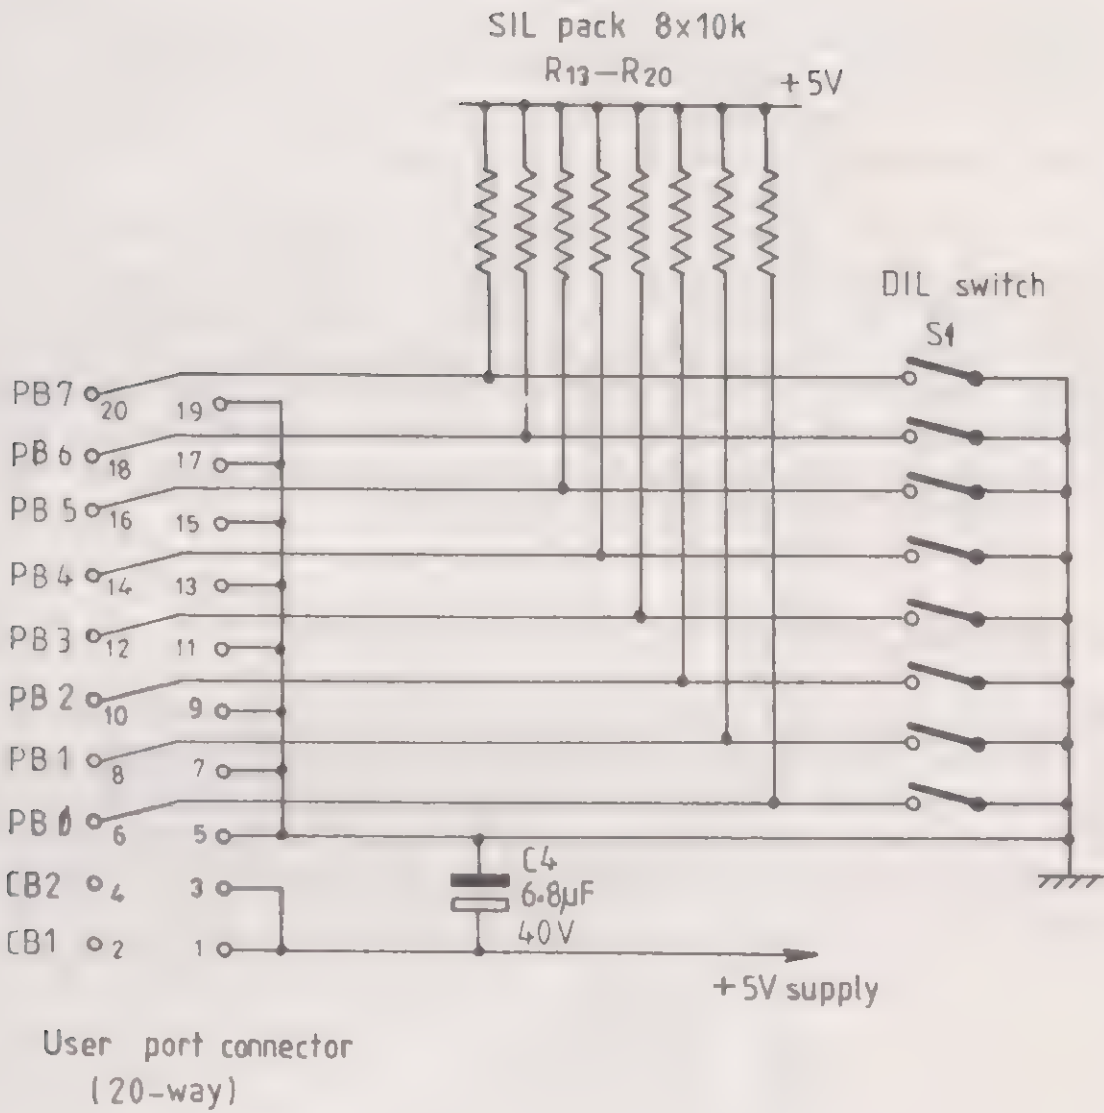 SIL pack 8x10k
R13–R20
+5V
DIL switch
S1
PB7 20 19
PB6 18 17
PB5 16 15
PB4 14 13
PB3 12 11
PB2 10 9
PB1 8 7
PB0 6 5
CB2 4 3
CB1 2 1
C4
6.8µF
40V
+5V supply
User port connector
(20-way)